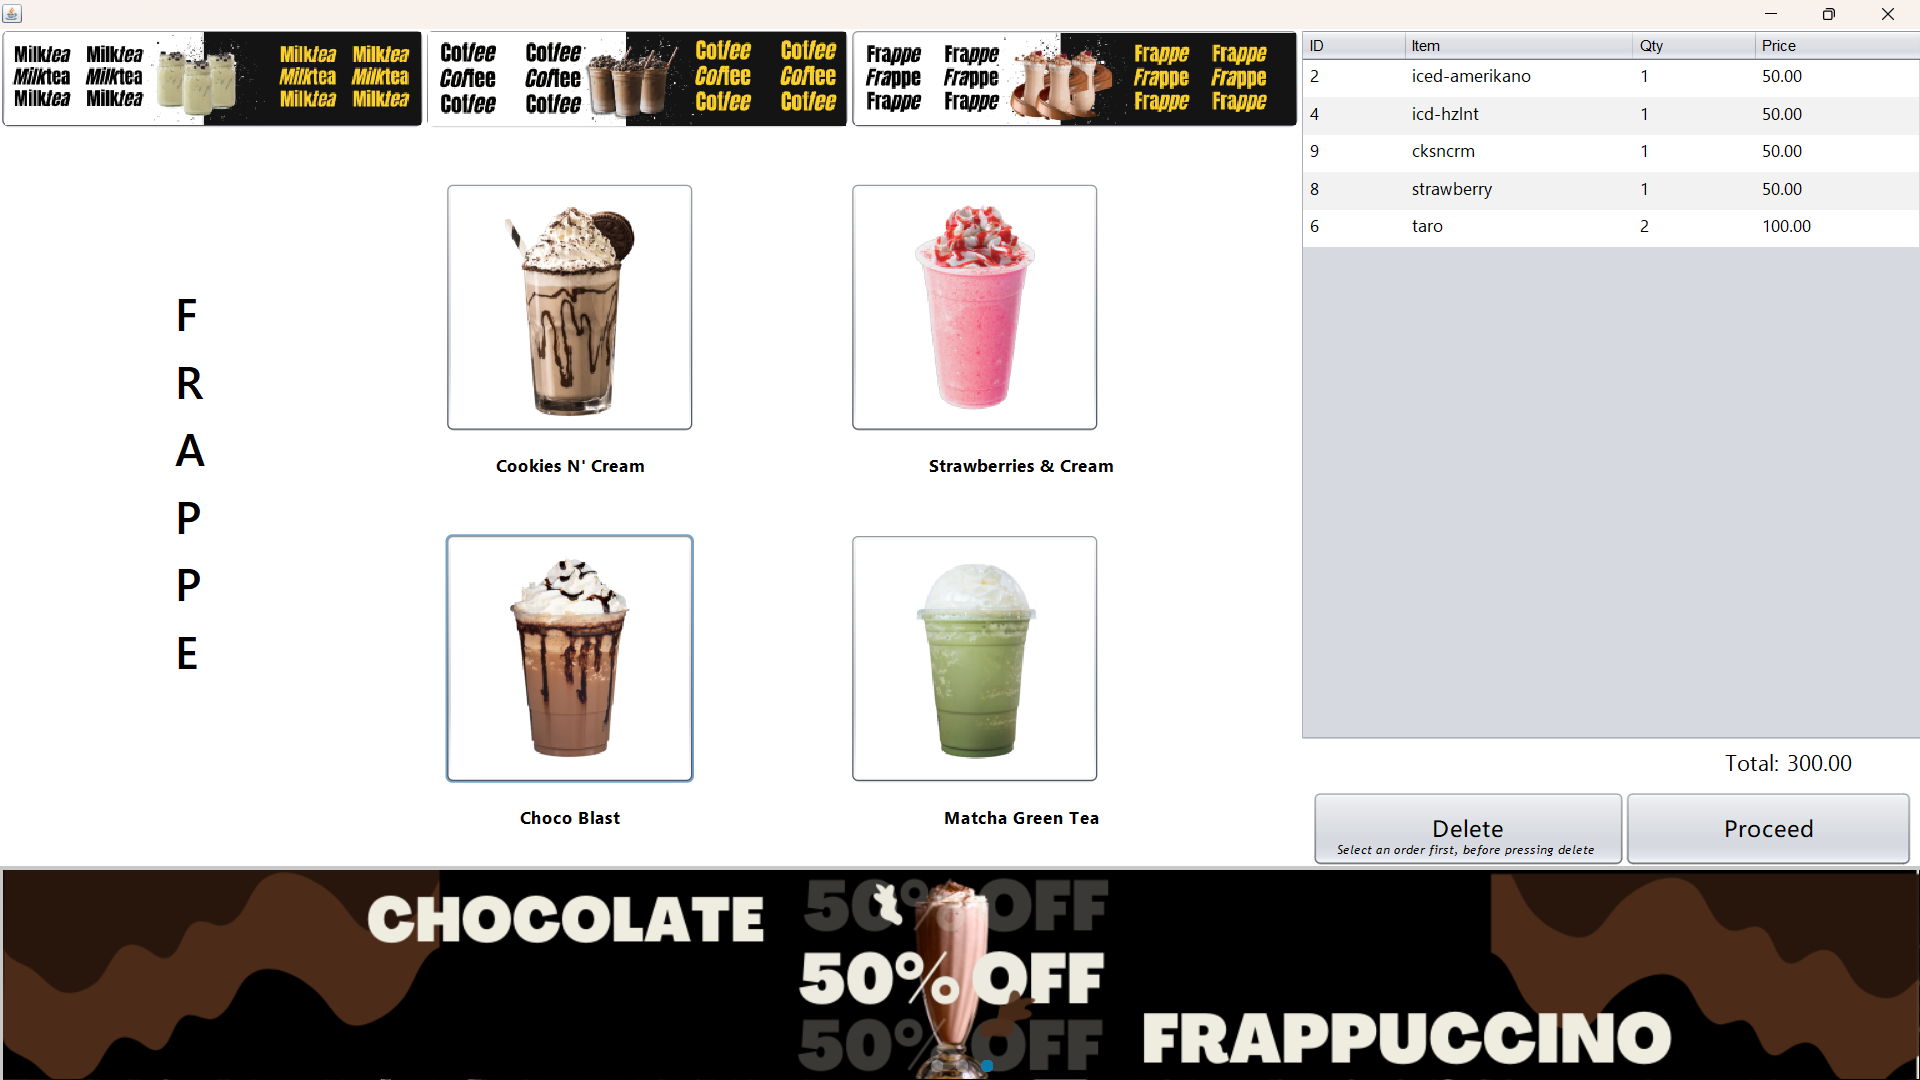 Milktea Milktea Milktea Milktea
Milktea Milktea Milktea Milktea
Milktea Milktea Milktea Milktea
Coffee Coffee Coffee Coffee
Coffee Coffee Coffee Coffee
Coffee Coffee Coffee Coffee
Frappe Frappe Frappe Frappe
Frappe Frappe Frappe Frappe
Frappe Frappe Frappe Frappe
F
R
A
P
P
E
Cookies N' Cream
Strawberries & Cream
Choco Blast
Matcha Green Tea
ID Item Qty Price
2 iced-amerikano 1 50.00
4 icd-hzlnt 1 50.00
9 cksncrm 1 50.00
8 strawberry 1 50.00
6 taro 2 100.00
Total: 300.00
Delete
Select an order first, before pressing delete
Proceed
CHOCOLATE
50% OFF
50% OFF
50% OFF
FRAPPUCCINO